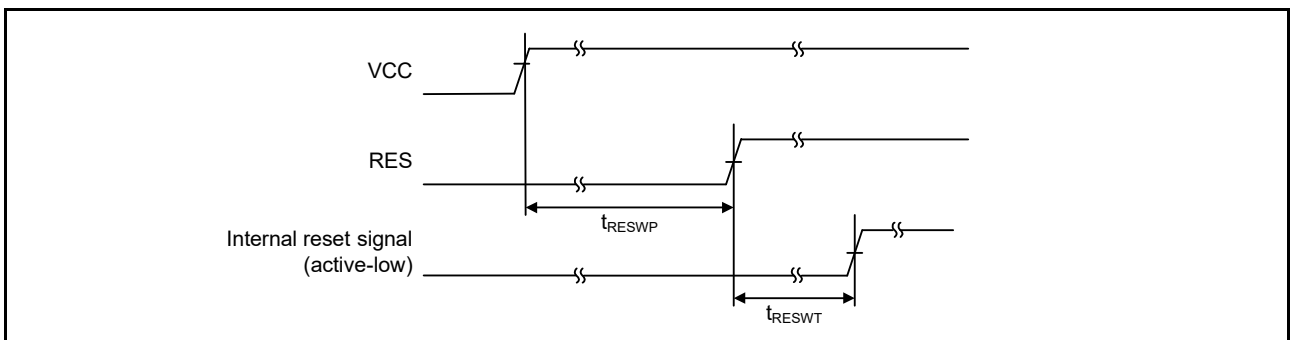 VCC
RES
tRESWP
Internal reset signal
(active-low)
tRESWT